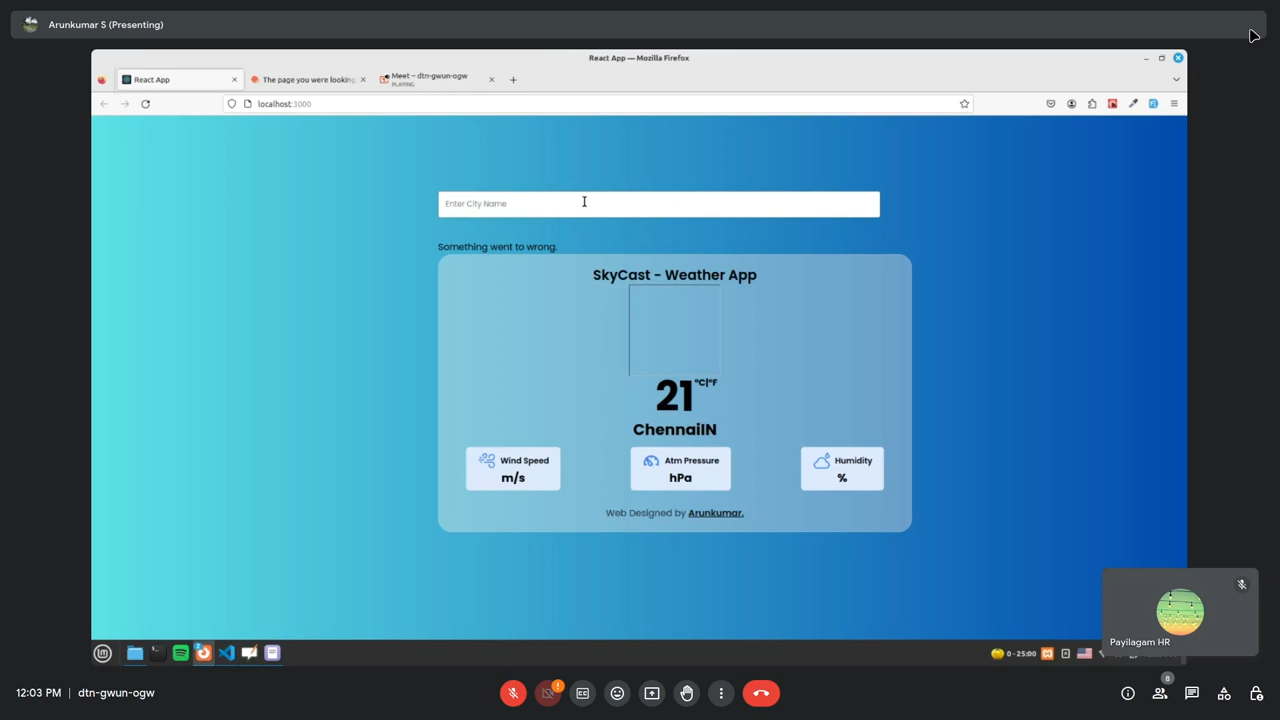 Arunkumar S (Presenting)
React App — Mozilla Firefox
React App
The page you were looking
Meet – dtn-gwun-ogw
PLAYING
localhost:3000
Enter City Name
Something went to wrong.
SkyCast - Weather App
21 °C|°F
ChennaiIN
Wind Speed
m/s
Atm Pressure
hPa
Humidity
%
Web Designed by Arunkumar.
Payilagam HR
0 · 25:00
12:03 PM | dtn-gwun-ogw
8